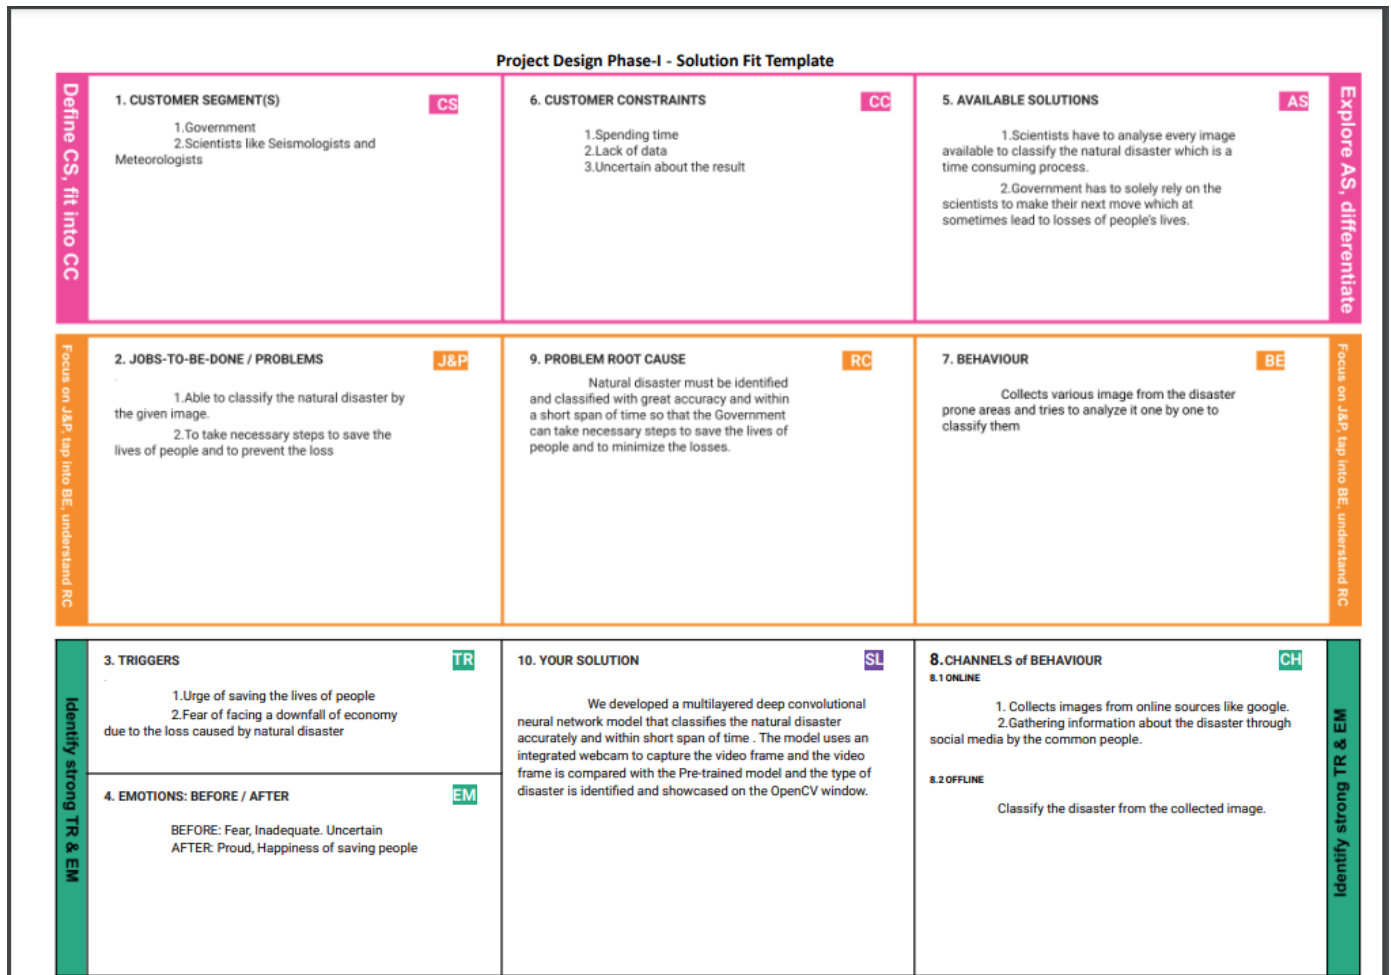 Project Design Phase-I - Solution Fit Template
Define CS, fit into CC
1. CUSTOMER SEGMENT(S)
CS
1.Government
2.Scientists like Seismologists and
Meteorologists
6. CUSTOMER CONSTRAINTS
CC
1.Spending time
2.Lack of data
3.Uncertain about the result
5. AVAILABLE SOLUTIONS
AS
1.Scientists have to analyse every image
available to classify the natural disaster which is a
time consuming process.
2.Government has to solely rely on the
scientists to make their next move which at
sometimes lead to losses of people's lives.
Explore AS, differentiate
Focus on J&P, tap into BE, understand RC
2. JOBS-TO-BE-DONE / PROBLEMS
J&P
1.Able to classify the natural disaster by
the given image.
2.To take necessary steps to save the
lives of people and to prevent the loss
9. PROBLEM ROOT CAUSE
RC
Natural disaster must be identified
and classified with great accuracy and within
a short span of time so that the Government
can take necessary steps to save the lives of
people and to minimize the losses.
7. BEHAVIOUR
BE
Collects various image from the disaster
prone areas and tries to analyze it one by one to
classify them
Focus on J&P, tap into BE, understand RC
Identify strong TR & EM
3. TRIGGERS
TR
1.Urge of saving the lives of people
2.Fear of facing a downfall of economy
due to the loss caused by natural disaster
4. EMOTIONS: BEFORE / AFTER
EM
BEFORE: Fear, Inadequate. Uncertain
AFTER: Proud, Happiness of saving people
10. YOUR SOLUTION
SL
We developed a multilayered deep convolutional
neural network model that classifies the natural disaster
accurately and within short span of time . The model uses an
integrated webcam to capture the video frame and the video
frame is compared with the Pre-trained model and the type of
disaster is identified and showcased on the OpenCV window.
8.CHANNELS of BEHAVIOUR
CH
8.1 ONLINE
1. Collects images from online sources like google.
2.Gathering information about the disaster through
social media by the common people.
8.2 OFFLINE
Classify the disaster from the collected image.
Identify strong TR & EM